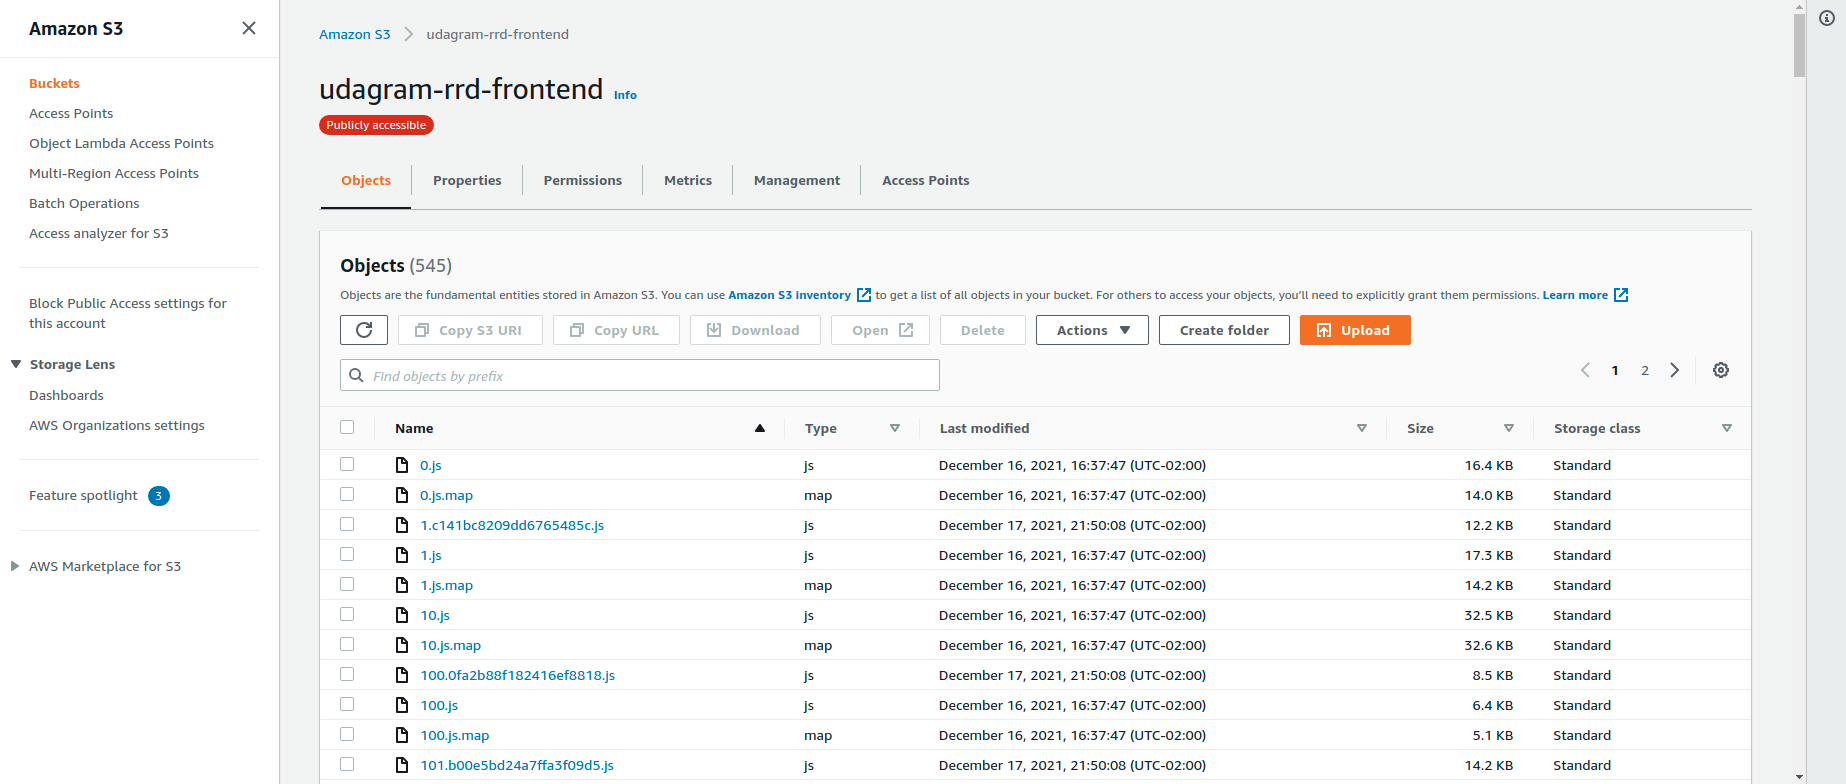 Amazon S3
Buckets
Access Points
Object Lambda Access Points
Multi-Region Access Points
Batch Operations
Access analyzer for S3
Block Public Access settings for
this account
Storage Lens
Dashboards
AWS Organizations settings
Feature spotlight 3
AWS Marketplace for S3
Amazon S3 udagram-rrd-frontend
udagram-rrd-frontend Info
Publicly accessible
Objects Properties Permissions Metrics Management Access Points
Objects (545)
Objects are the fundamental entities stored in Amazon S3. You can use Amazon S3 Inventory to get a list of all objects in your bucket. For others to access your objects, you'll need to explicitly grant them permissions. Learn more
Copy S3 URI Copy URL Download Open Delete Actions Create folder Upload
Find objects by prefix 1 2
Name Type Last modified Size Storage class
0.js js December 16, 2021, 16:37:47 (UTC-02:00) 16.4 KB Standard
0.js.map map December 16, 2021, 16:37:47 (UTC-02:00) 14.0 KB Standard
1.c141bc8209dd6765485c.js js December 17, 2021, 21:50:08 (UTC-02:00) 12.2 KB Standard
1.js js December 16, 2021, 16:37:47 (UTC-02:00) 17.3 KB Standard
1.js.map map December 16, 2021, 16:37:47 (UTC-02:00) 14.2 KB Standard
10.js js December 16, 2021, 16:37:47 (UTC-02:00) 32.5 KB Standard
10.js.map map December 16, 2021, 16:37:47 (UTC-02:00) 32.6 KB Standard
100.0fa2b88f182416ef8818.js js December 17, 2021, 21:50:08 (UTC-02:00) 8.5 KB Standard
100.js js December 16, 2021, 16:37:47 (UTC-02:00) 6.4 KB Standard
100.js.map map December 16, 2021, 16:37:47 (UTC-02:00) 5.1 KB Standard
101.b00e5bd24a7ffa3f09d5.js js December 17, 2021, 21:50:08 (UTC-02:00) 14.2 KB Standard